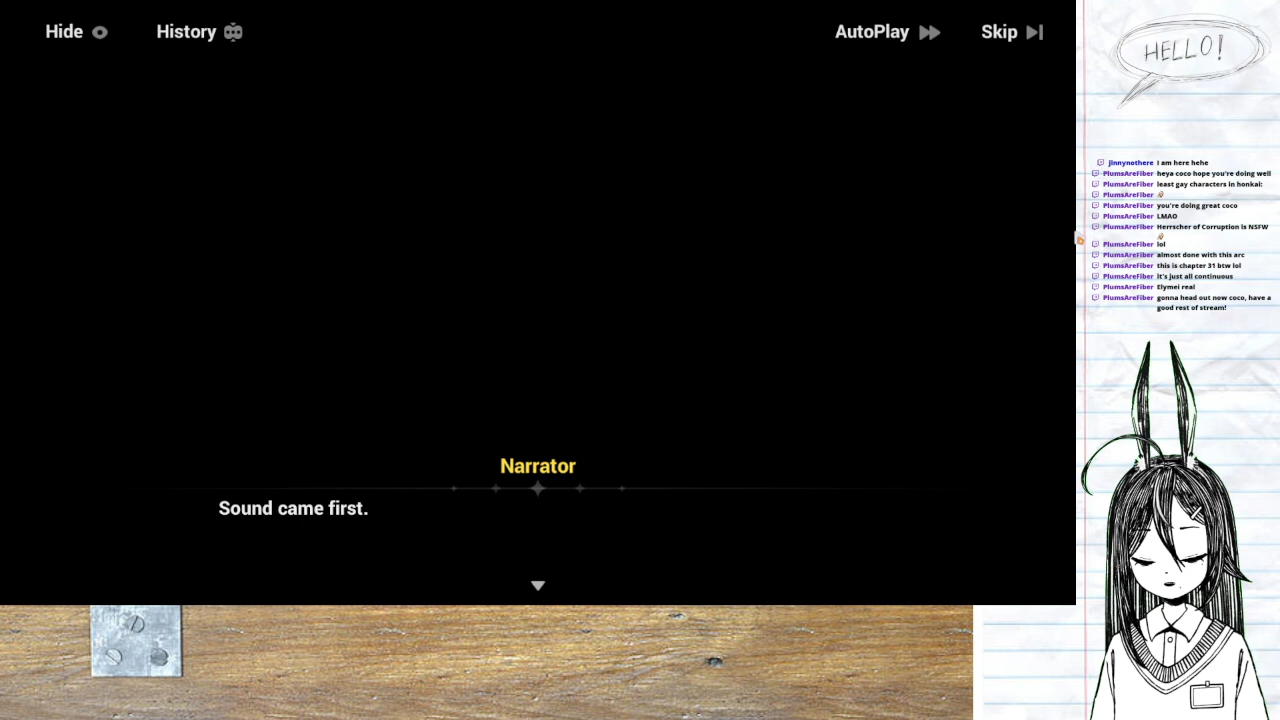 Hide
History
AutoPlay
Skip
HELLO!
jinnynothere I am here hehe
PlumsAreFiber heya coco hope you're doing well
PlumsAreFiber least gay characters in honkai:
PlumsAreFiber
PlumsAreFiber you're doing great coco
PlumsAreFiber LMAO
PlumsAreFiber Herrscher of Corruption is NSFW
PlumsAreFiber lol
PlumsAreFiber almost done with this arc
PlumsAreFiber this is chapter 31 btw lol
PlumsAreFiber it's just all continuous
PlumsAreFiber Elymei real
PlumsAreFiber gonna head out now coco, have a
good rest of stream!
Narrator
Sound came first.